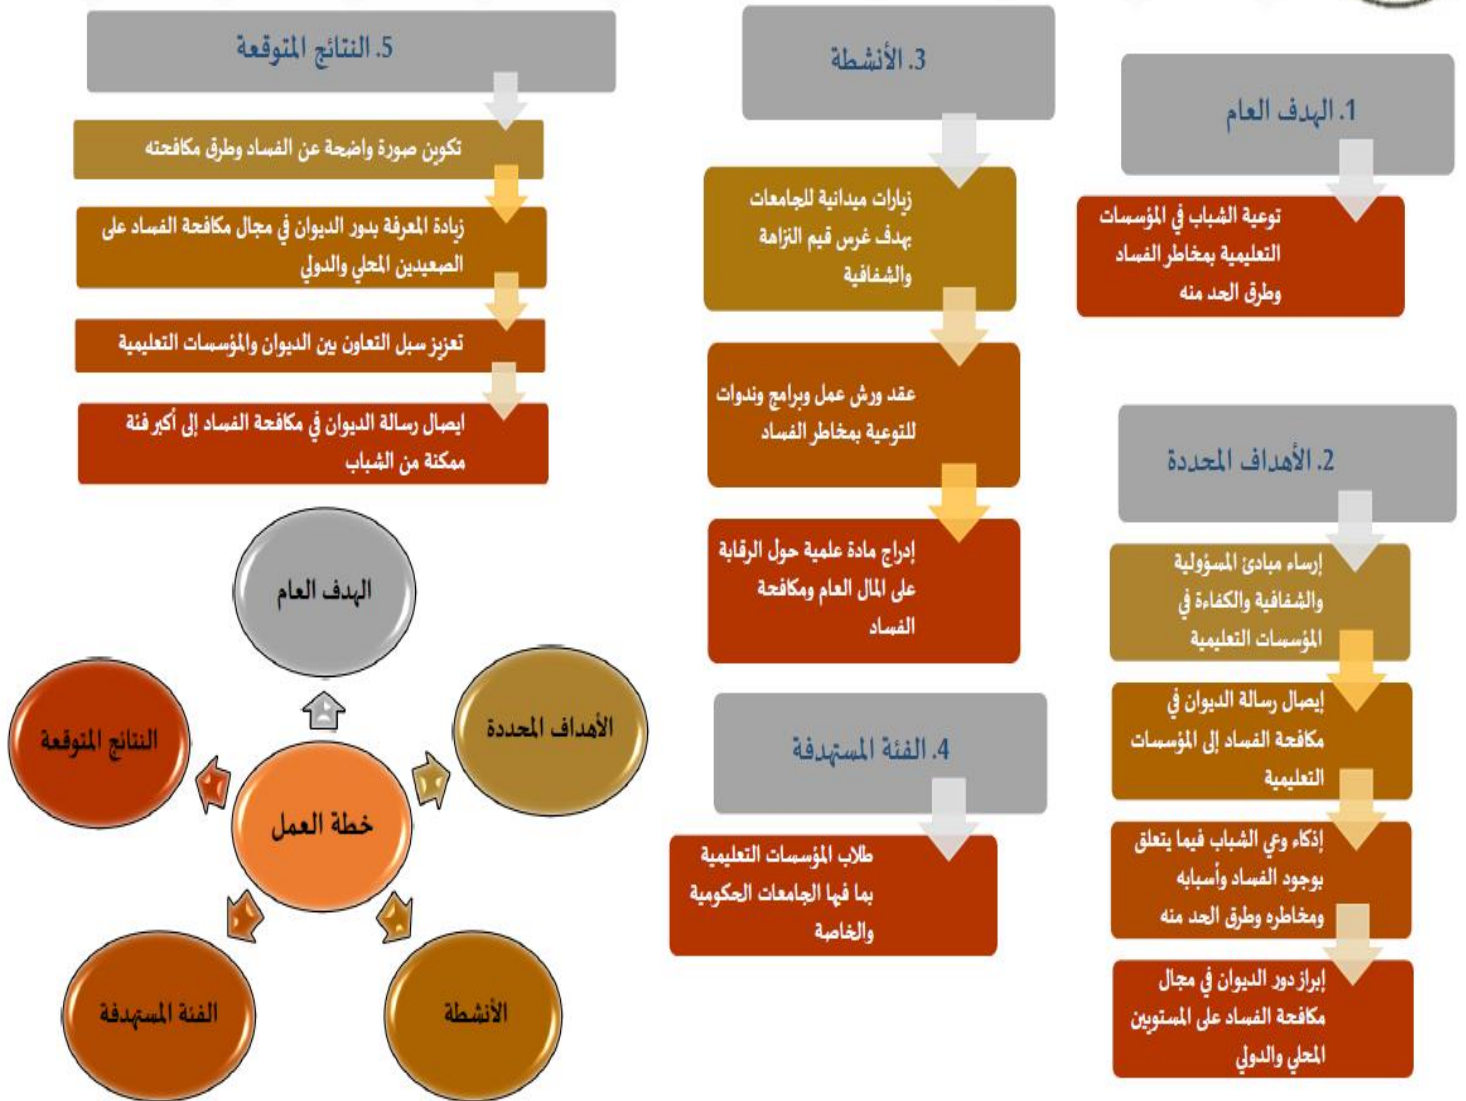 1. الهدف العام
توعية الشباب في المؤسسات
التعليمية بمخاطر الفساد
وطرق الحد منه
2. الأهداف المحددة
إرساء مبادئ المسؤولية
والشفافية والكفاءة في
المؤسسات التعليمية
إيصال رسالة الديوان في
مكافحة الفساد إلى المؤسسات
التعليمية
إذكاء وعي الشباب فيما يتعلق
بوجود الفساد وأسبابه
ومخاطره وطرق الحد منه
إبراز دور الديوان في مجال
مكافحة الفساد على المستويين
المحلي والدولي
3. الأنشطة
زيارات ميدانية للجامعات
بهدف غرس قيم النزاهة
والشفافية
عقد ورش عمل وبرامج وندوات
للتوعية بمخاطر الفساد
إدراج مادة علمية حول الرقابة
على المال العام ومكافحة
الفساد
4. الفئة المستهدفة
طلاب المؤسسات التعليمية
بما فيها الجامعات الحكومية
والخاصة
5. النتائج المتوقعة
تكوين صورة واضحة عن الفساد وطرق مكافحته
زيادة المعرفة بدور الديوان في مجال مكافحة الفساد على
الصعيدين المحلي والدولي
تعزيز سبل التعاون بين الديوان والمؤسسات التعليمية
ايصال رسالة الديوان في مكافحة الفساد إلى أكبر فئة
ممكنة من الشباب
الهدف العام
الأهداف المحددة
النتائج المتوقعة
خطة العمل
الأنشطة
الفئة المستهدفة